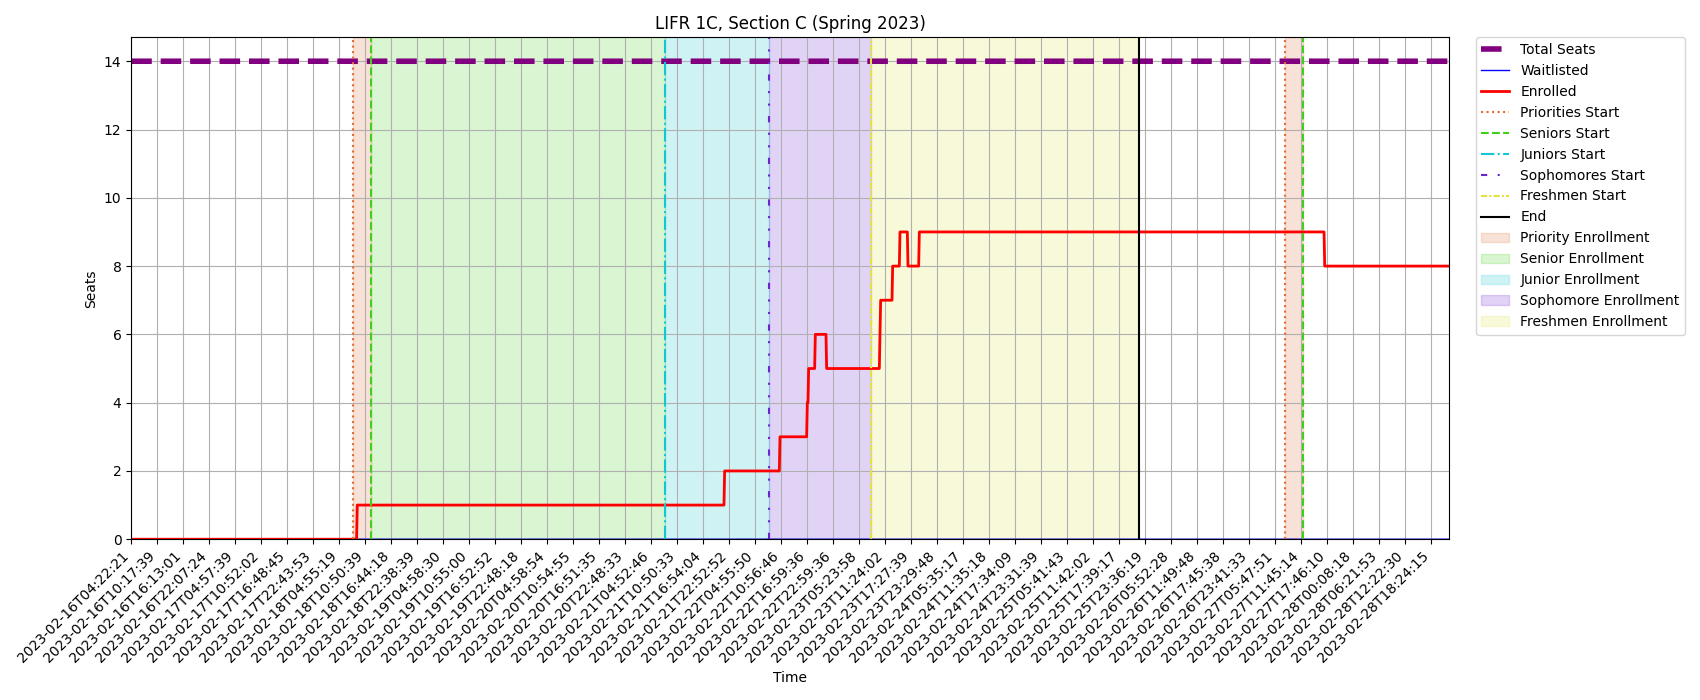 LIFR 1C, Section C (Spring 2023)
Seats
14
12
10
8
6
4
2
0
2023-02-16T04:22:21
2023-02-16T10:17:39
2023-02-16T16:13:01
2023-02-16T22:07:24
2023-02-17T04:57:39
2023-02-17T10:52:02
2023-02-17T16:48:45
2023-02-17T22:43:53
2023-02-18T04:55:19
2023-02-18T10:50:39
2023-02-18T16:44:18
2023-02-18T22:38:39
2023-02-19T04:58:30
2023-02-19T10:55:00
2023-02-19T16:52:52
2023-02-19T22:48:18
2023-02-20T04:58:54
2023-02-20T10:54:55
2023-02-20T16:51:35
2023-02-20T22:48:33
2023-02-21T04:52:46
2023-02-21T10:50:33
2023-02-21T16:54:04
2023-02-21T22:52:52
2023-02-22T04:55:50
2023-02-22T10:56:46
2023-02-22T16:59:36
2023-02-22T22:59:36
2023-02-23T05:23:58
2023-02-23T11:24:02
2023-02-23T17:27:39
2023-02-23T23:29:48
2023-02-24T05:35:17
2023-02-24T11:35:18
2023-02-24T17:34:09
2023-02-24T23:31:39
2023-02-25T05:41:43
2023-02-25T11:42:02
2023-02-25T17:39:17
2023-02-25T23:36:19
2023-02-26T05:52:28
2023-02-26T11:49:48
2023-02-26T17:45:38
2023-02-26T23:41:33
2023-02-27T05:47:51
2023-02-27T11:45:14
2023-02-27T17:46:10
2023-02-28T00:08:18
2023-02-28T06:21:53
2023-02-28T12:22:30
2023-02-28T18:24:15
Time
Total Seats
Waitlisted
Enrolled
Priorities Start
Seniors Start
Juniors Start
Sophomores Start
Freshmen Start
End
Priority Enrollment
Senior Enrollment
Junior Enrollment
Sophomore Enrollment
Freshmen Enrollment